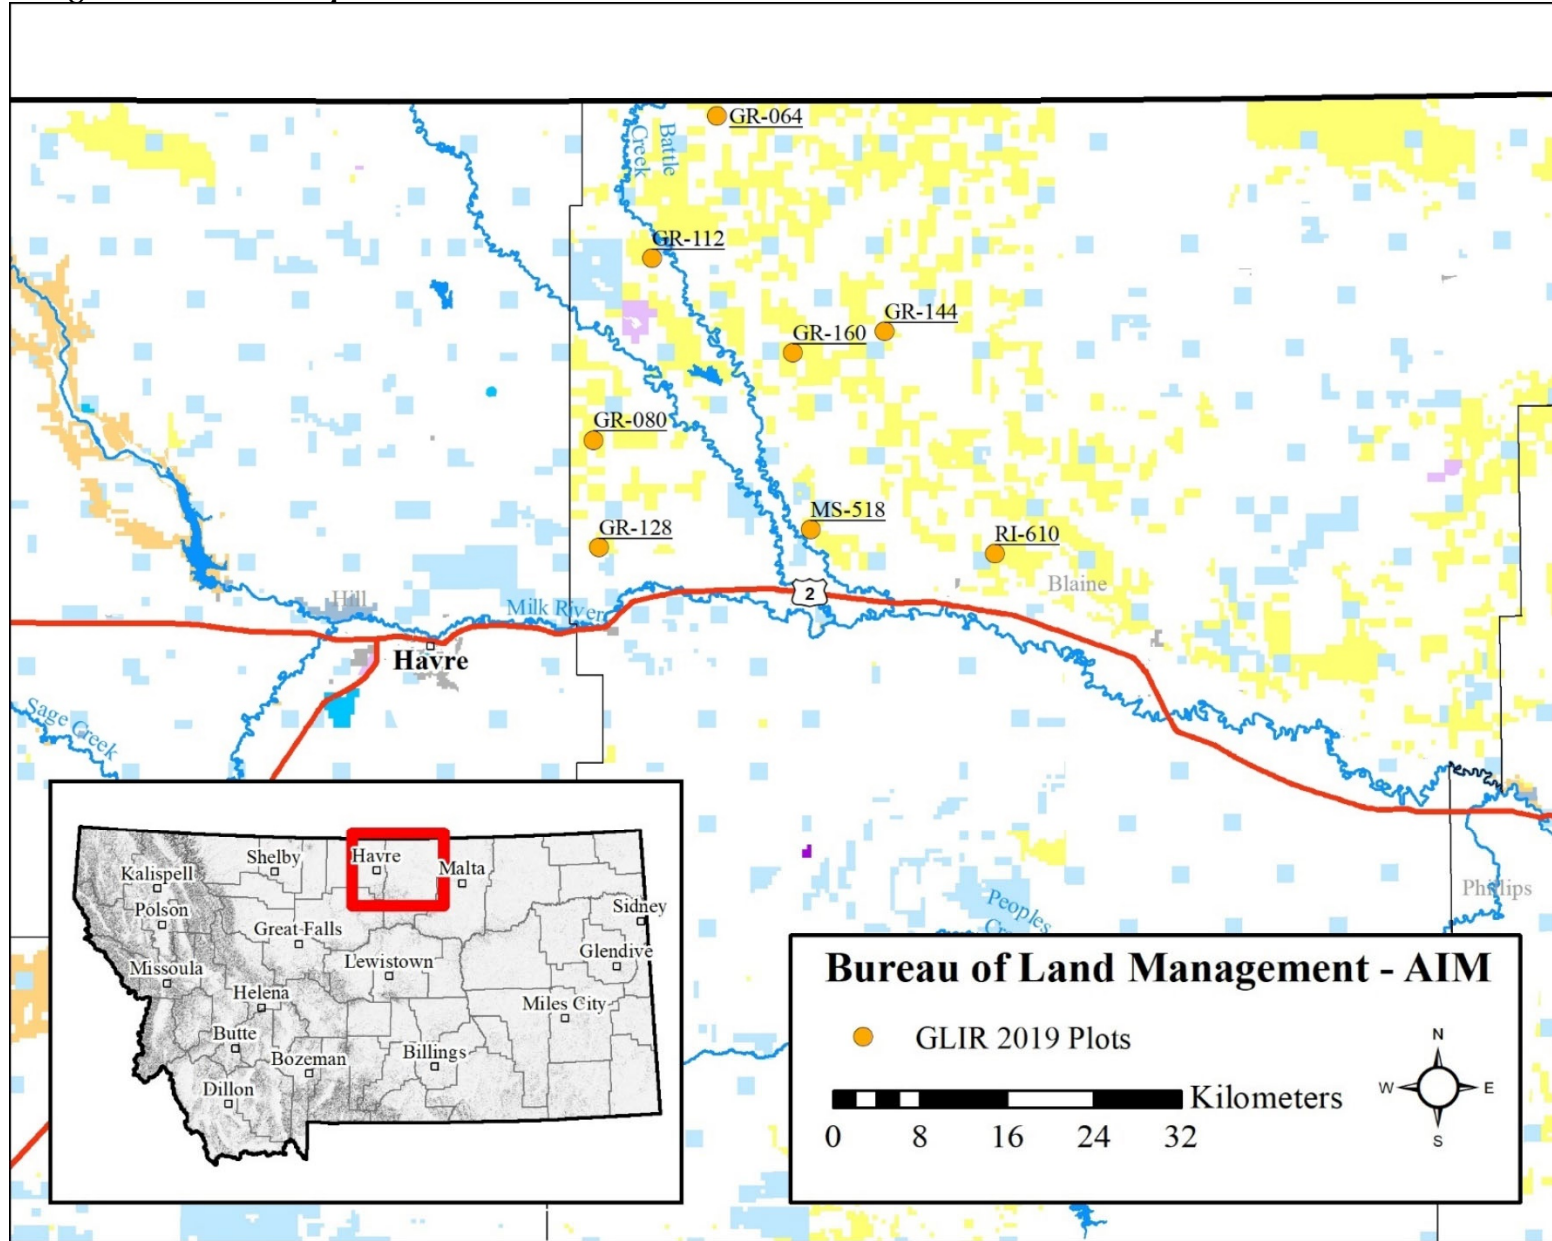 GR-064
Battle
Creek
GR-112
GR-144
GR-160
GR-080
MS-518
GR-128
RI-610
Blaine
2
Hill
Milk River
Havre
Sage Creek
Peoples
Phillips
Shelby
Havre
Malta
Kalispell
Polson
Sidney
Great Falls
Glendive
Lewistown
Missoula
Helena
Miles City
Butte
Bozeman
Billings
Dillon
Bureau of Land Management - AIM
GLIR 2019 Plots
Kilometers
0 8 16 24 32
N
W E
S